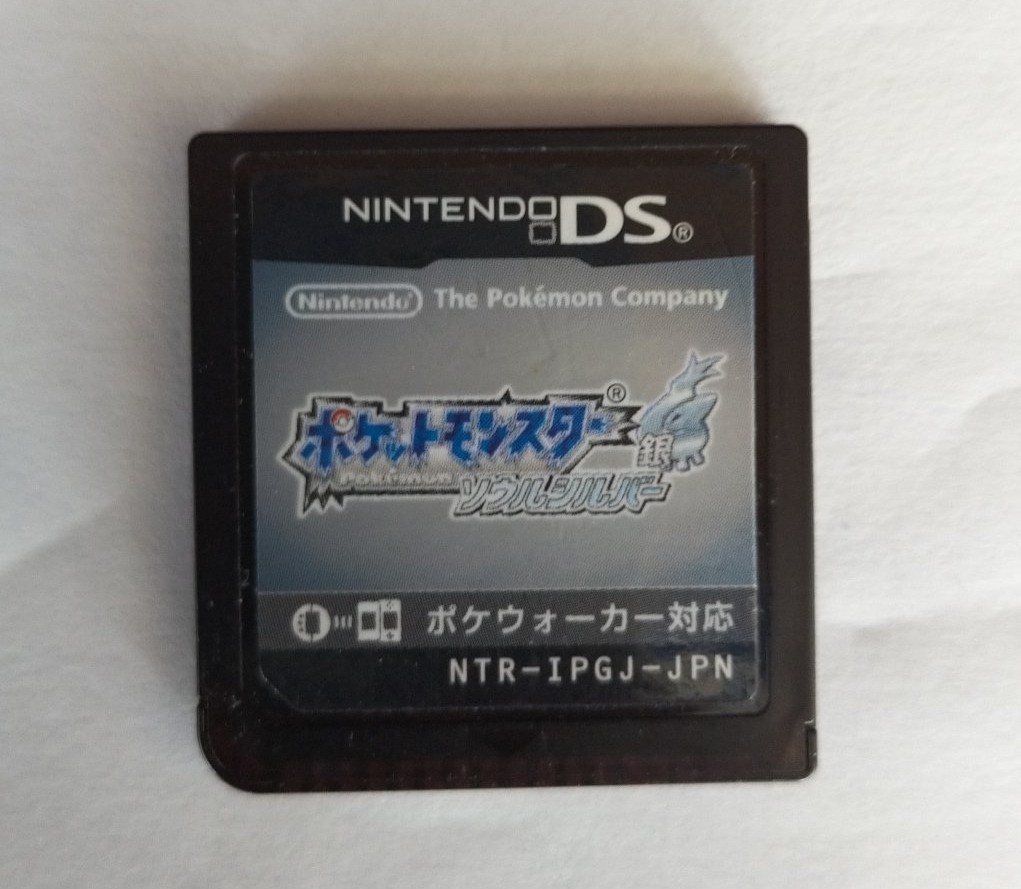 NINTENDO DS®
Nintendo® The Pokémon Company
ポケットモンスター®
銀
POKÉMON ソウルシルバー
ポケウォーカー対応
NTR-IPGJ-JPN